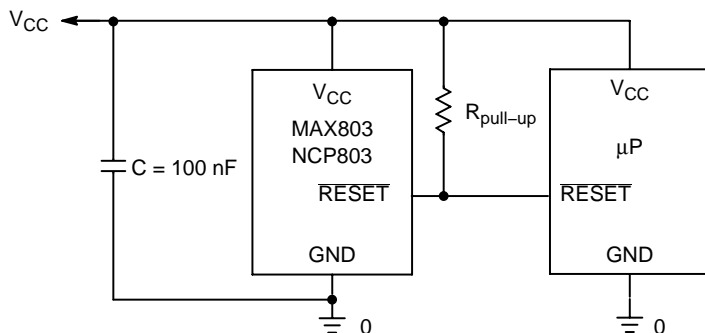 VCC
VCC
MAX803
NCP803
RESET
GND
C = 100 nF
Rpull–up
VCC
μP
RESET
GND
0
0